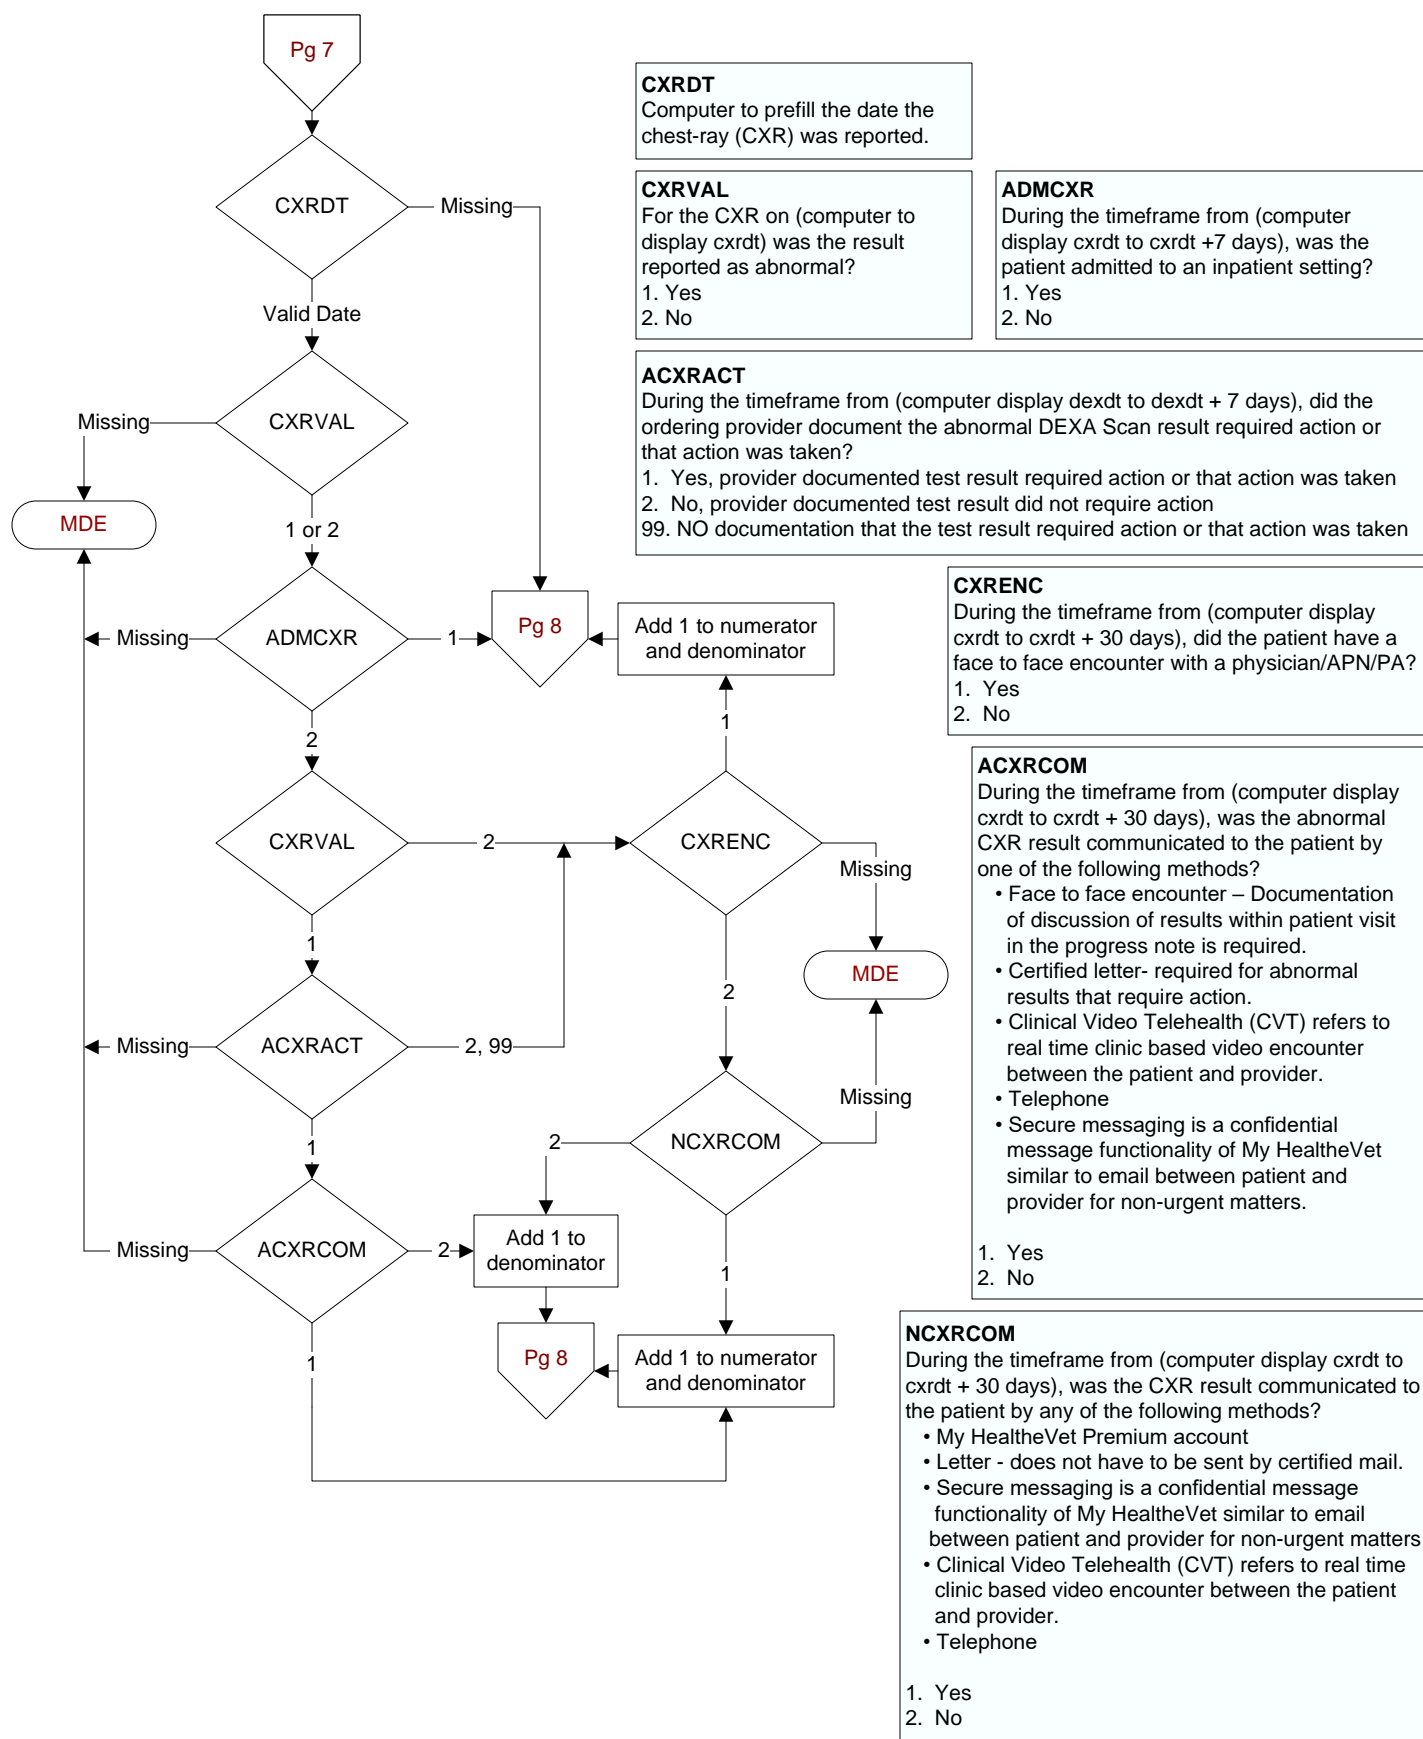 Pg 7
CXRDT
Missing
Valid Date
CXRVAL
Missing
MDE
1 or 2
ADMCXR
Missing
1
Pg 8
Add 1 to numerator
and denominator
2
1
CXRVAL
2
CXRENC
Missing
1
MDE
2
ACXRACT
Missing
2, 99
Missing
1
NCXRCOM
2
ACXRCOM
Missing
2
Add 1 to
denominator
1
1
Pg 8
Add 1 to numerator
and denominator
CXRDT
Computer to prefill the date the
chest-ray (CXR) was reported.
CXRVAL
For the CXR on (computer to
display cxrdt) was the result
reported as abnormal?
1. Yes
2. No
ADMCXR
During the timeframe from (computer
display cxrdt to cxrdt +7 days), was the
patient admitted to an inpatient setting?
1. Yes
2. No
ACXRACT
During the timeframe from (computer display dexdt to dexdt + 7 days), did the
ordering provider document the abnormal DEXA Scan result required action or
that action was taken?
1. Yes, provider documented test result required action or that action was taken
2. No, provider documented test result did not require action
99. NO documentation that the test result required action or that action was taken
CXRENC
During the timeframe from (computer display
cxrdt to cxrdt + 30 days), did the patient have a
face to face encounter with a physician/APN/PA?
1. Yes
2. No
ACXRCOM
During the timeframe from (computer display
cxrdt to cxrdt + 30 days), was the abnormal
CXR result communicated to the patient by
one of the following methods?
• Face to face encounter – Documentation
of discussion of results within patient visit
in the progress note is required.
• Certified letter- required for abnormal
results that require action.
• Clinical Video Telehealth (CVT) refers to
real time clinic based video encounter
between the patient and provider.
• Telephone
• Secure messaging is a confidential
message functionality of My HealtheVet
similar to email between patient and
provider for non-urgent matters.
1. Yes
2. No
NCXRCOM
During the timeframe from (computer display cxrdt to
cxrdt + 30 days), was the CXR result communicated to
the patient by any of the following methods?
• My HealtheVet Premium account
• Letter - does not have to be sent by certified mail.
• Secure messaging is a confidential message
functionality of My HealtheVet similar to email
between patient and provider for non-urgent matters
• Clinical Video Telehealth (CVT) refers to real time
clinic based video encounter between the patient
and provider.
• Telephone
1. Yes
2. No